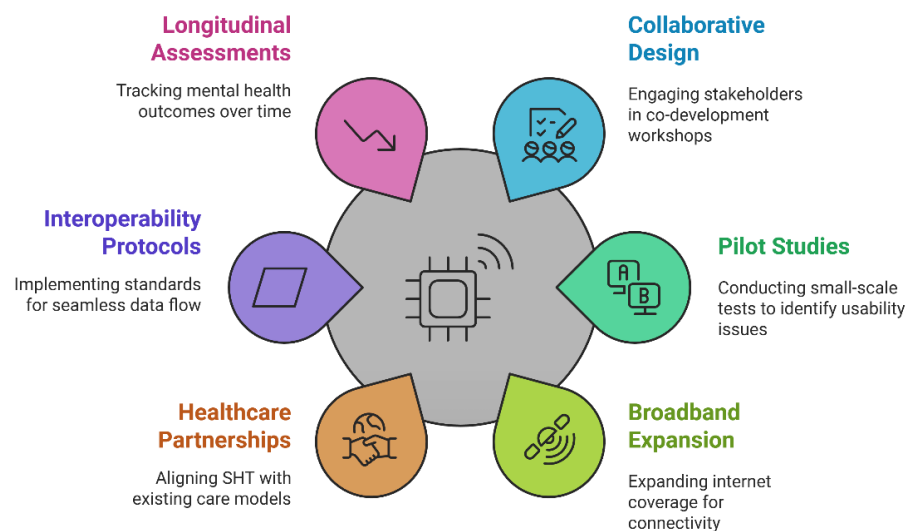 Longitudinal
Assessments
Tracking mental health
outcomes over time
Collaborative
Design
Engaging stakeholders
in co-development
workshops
Interoperability
Protocols
Implementing standards
for seamless data flow
A
B
Pilot Studies
Conducting small-scale
tests to identify usability
issues
Healthcare
Partnerships
Aligning SHT with
existing care models
Broadband
Expansion
Expanding internet
coverage for
connectivity